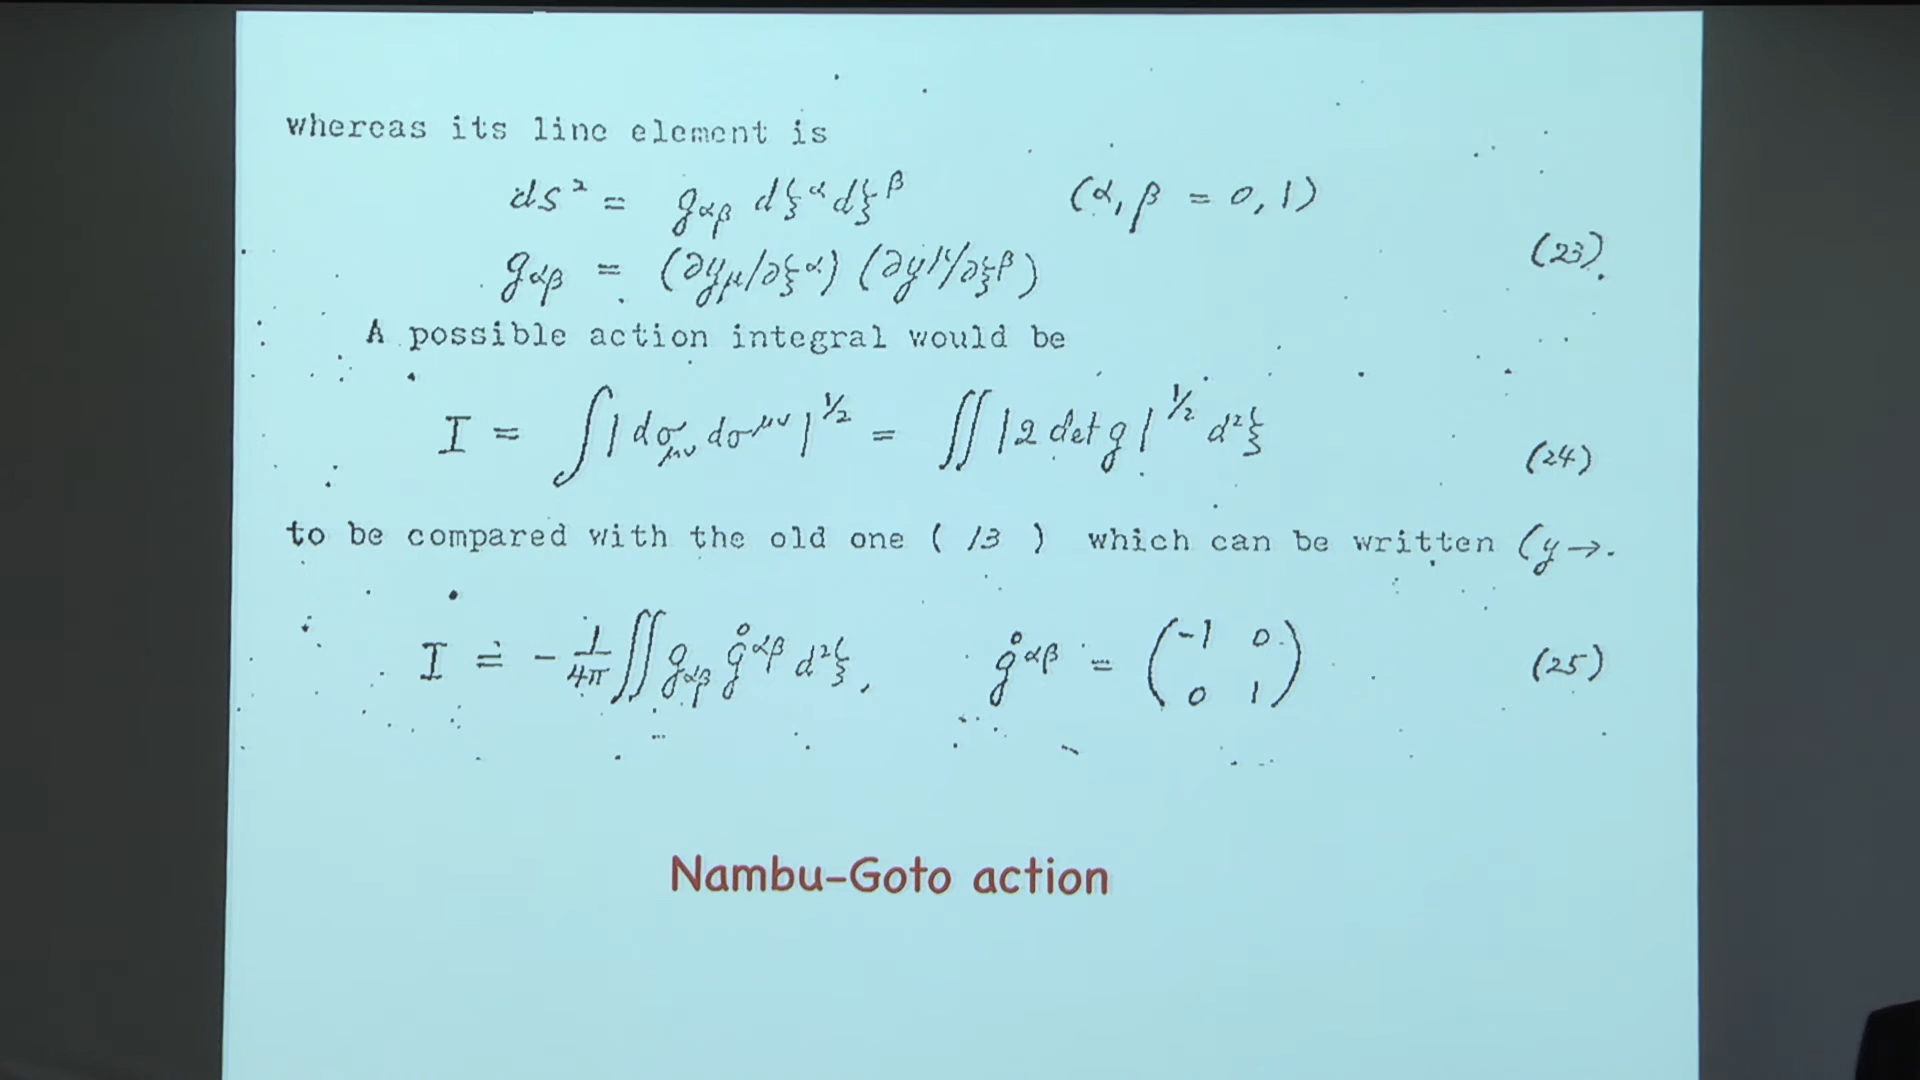 whereas its line element is
ds² = g_αβ dξ^α dξ^β (α, β = 0, 1)
g_αβ = (∂y_μ/∂ξ^α) (∂y^μ/∂ξ^β) (23)
A possible action integral would be
I = ∫ |dσ_μν dσ^μν|^½ = ∬ |2 det g|^½ d²ξ (24)
to be compared with the old one ( 13 ) which can be written (y →
I = - 1/4π ∬ g_αβ g̊^αβ d²ξ, g̊^αβ = (-1 0 0 1) (25)
Nambu-Goto action